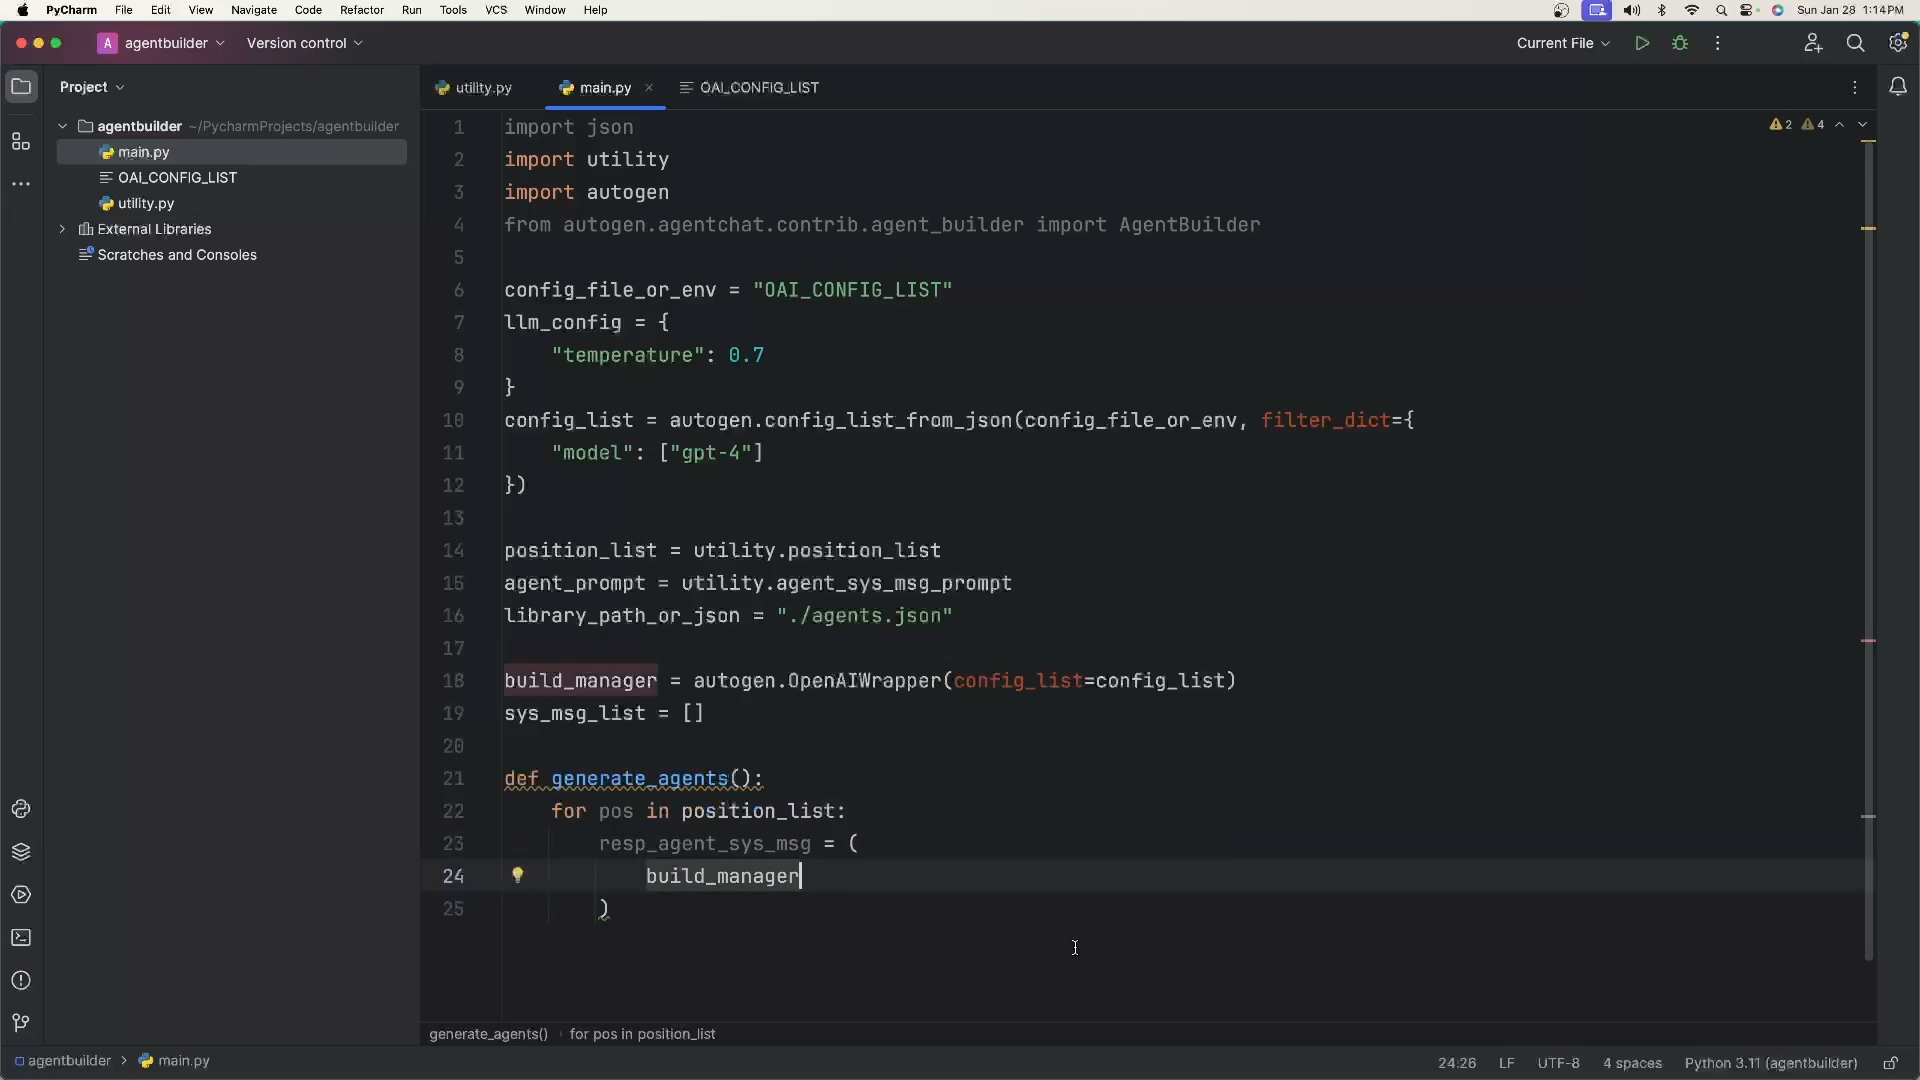 PyCharm File Edit View Navigate Code Refactor Run Tools VCS Window Help Sun Jan 28 1:14 PM
A agentbuilder Version control Current File
Project utility.py main.py OAI_CONFIG_LIST
agentbuilder ~/PycharmProjects/agentbuilder
main.py
OAI_CONFIG_LIST
utility.py
External Libraries
Scratches and Consoles
2 4
1 import json
2 import utility
3 import autogen
4 from autogen.agentchat.contrib.agent_builder import AgentBuilder
5
6 config_file_or_env = "OAI_CONFIG_LIST"
7 llm_config = {
8     "temperature": 0.7
9 }
10 config_list = autogen.config_list_from_json(config_file_or_env, filter_dict={
11     "model": ["gpt-4"]
12 })
13
14 position_list = utility.position_list
15 agent_prompt = utility.agent_sys_msg_prompt
16 library_path_or_json = "./agents.json"
17
18 build_manager = autogen.OpenAIWrapper(config_list=config_list)
19 sys_msg_list = []
20
21 def generate_agents():
22     for pos in position_list:
23         resp_agent_sys_msg = (
24             build_manager
25         )
generate_agents() for pos in position_list
agentbuilder > main.py 24:26 LF UTF-8 4 spaces Python 3.11 (agentbuilder)